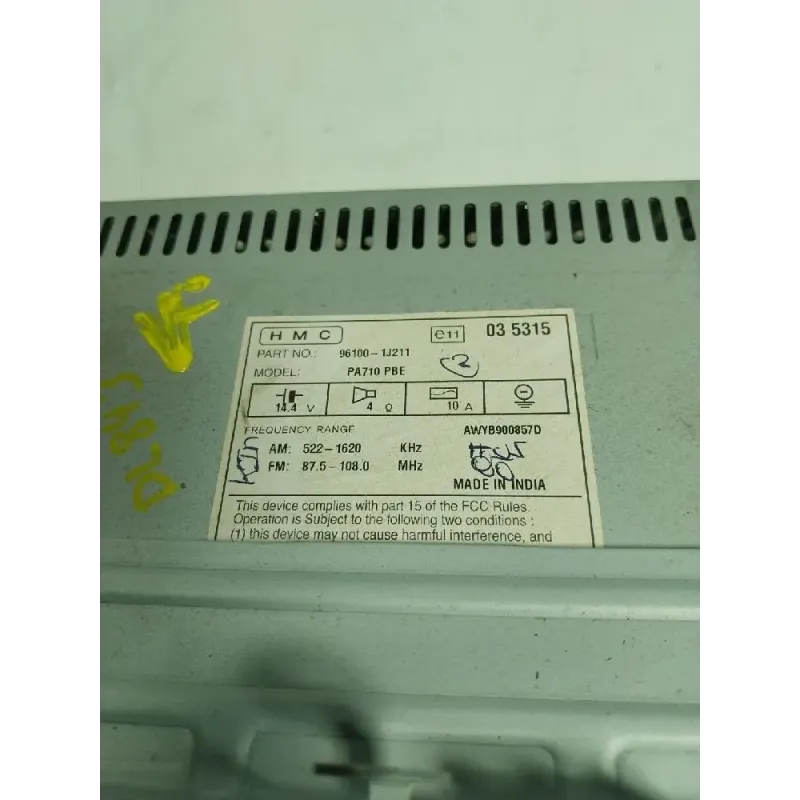 HMC e11 03 5315
PART NO.: 96100-1J211
MODEL: PA710 PBE
14.4 V 4 Ω 10 A
FREQUENCY RANGE AWYB900857D
AM: 522-1620 KHz
FM: 87.5-108.0 MHz
MADE IN INDIA
This device complies with part 15 of the FCC Rules.
Operation is Subject to the following two conditions :
(1) this device may not cause harmful interference, and